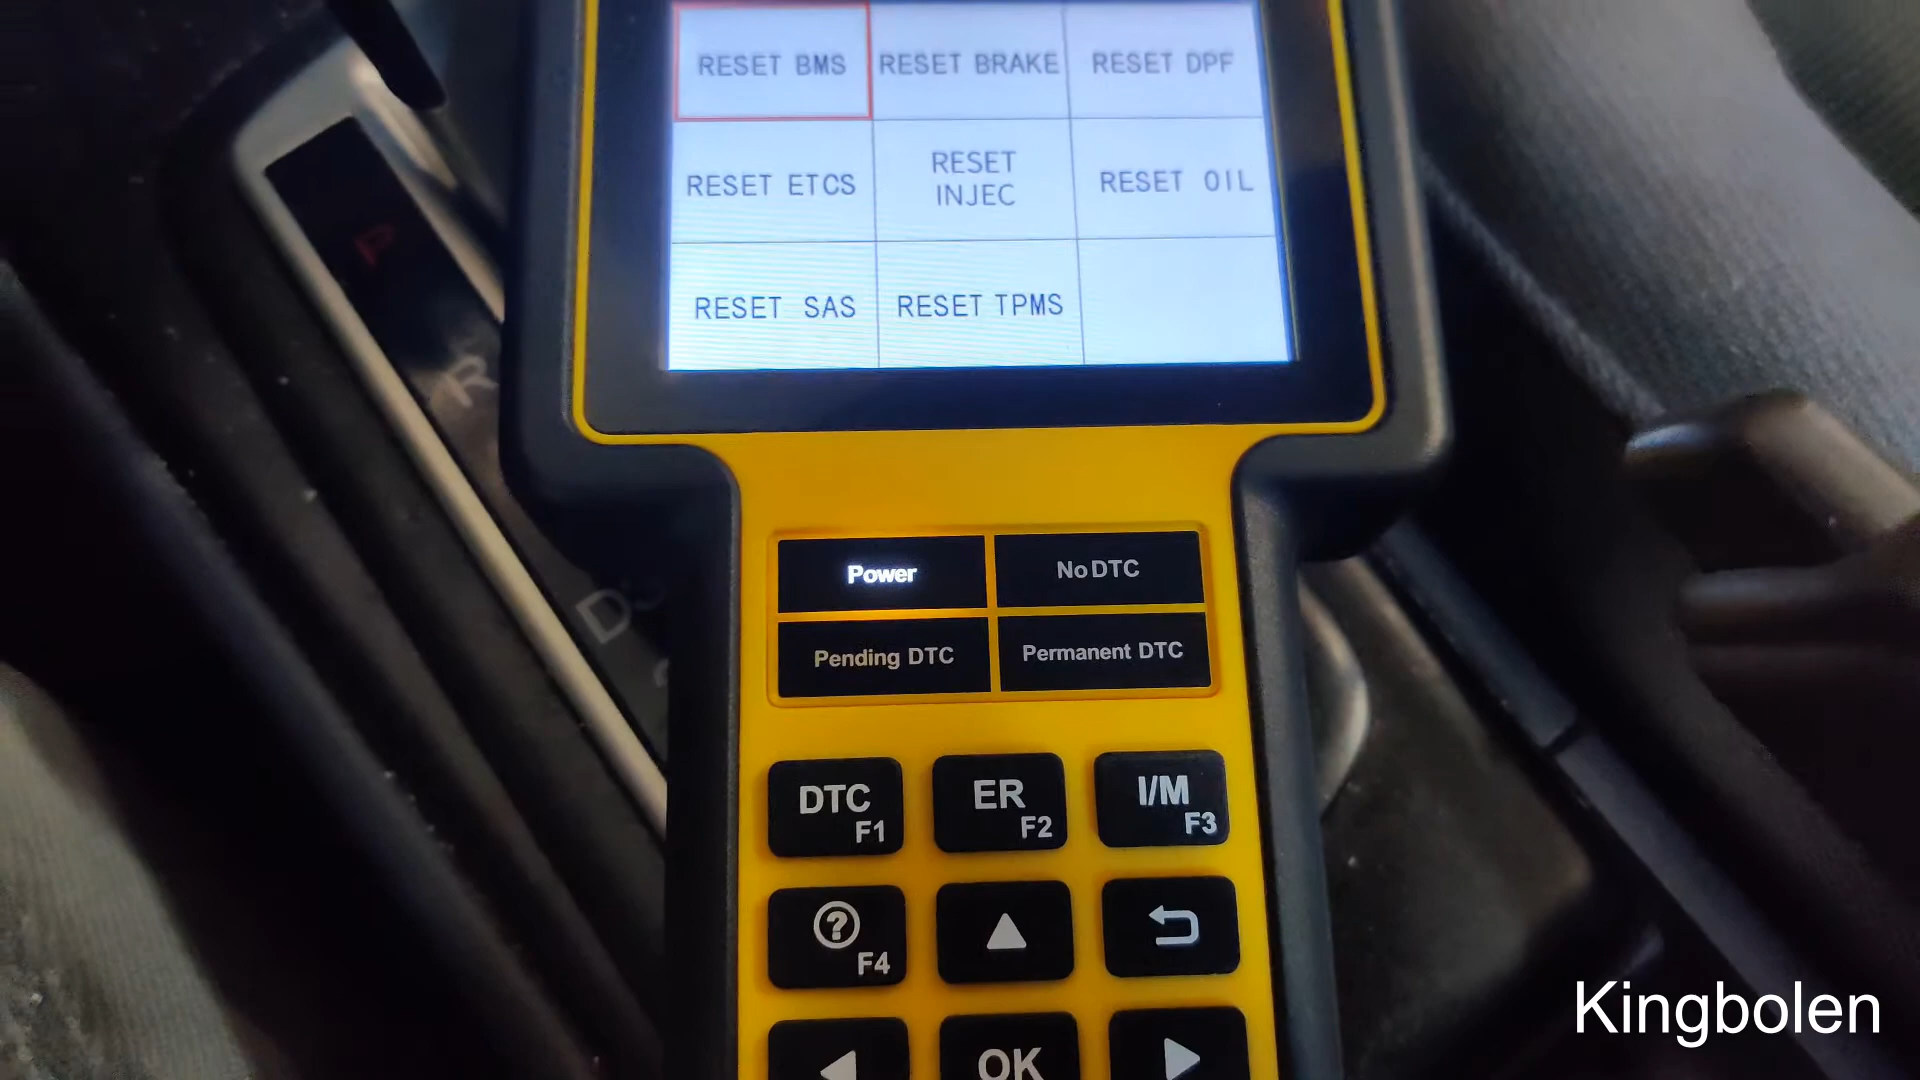 RESET BMS
RESET BRAKE
RESET DPF
RESET ETCS
RESET
INJEC
RESET OIL
RESET SAS
RESET TPMS
Power
No DTC
Pending DTC
Permanent DTC
DTC
F1
ER
F2
I/M
F3
?
F4
OK
P
R
D
Kingbolen